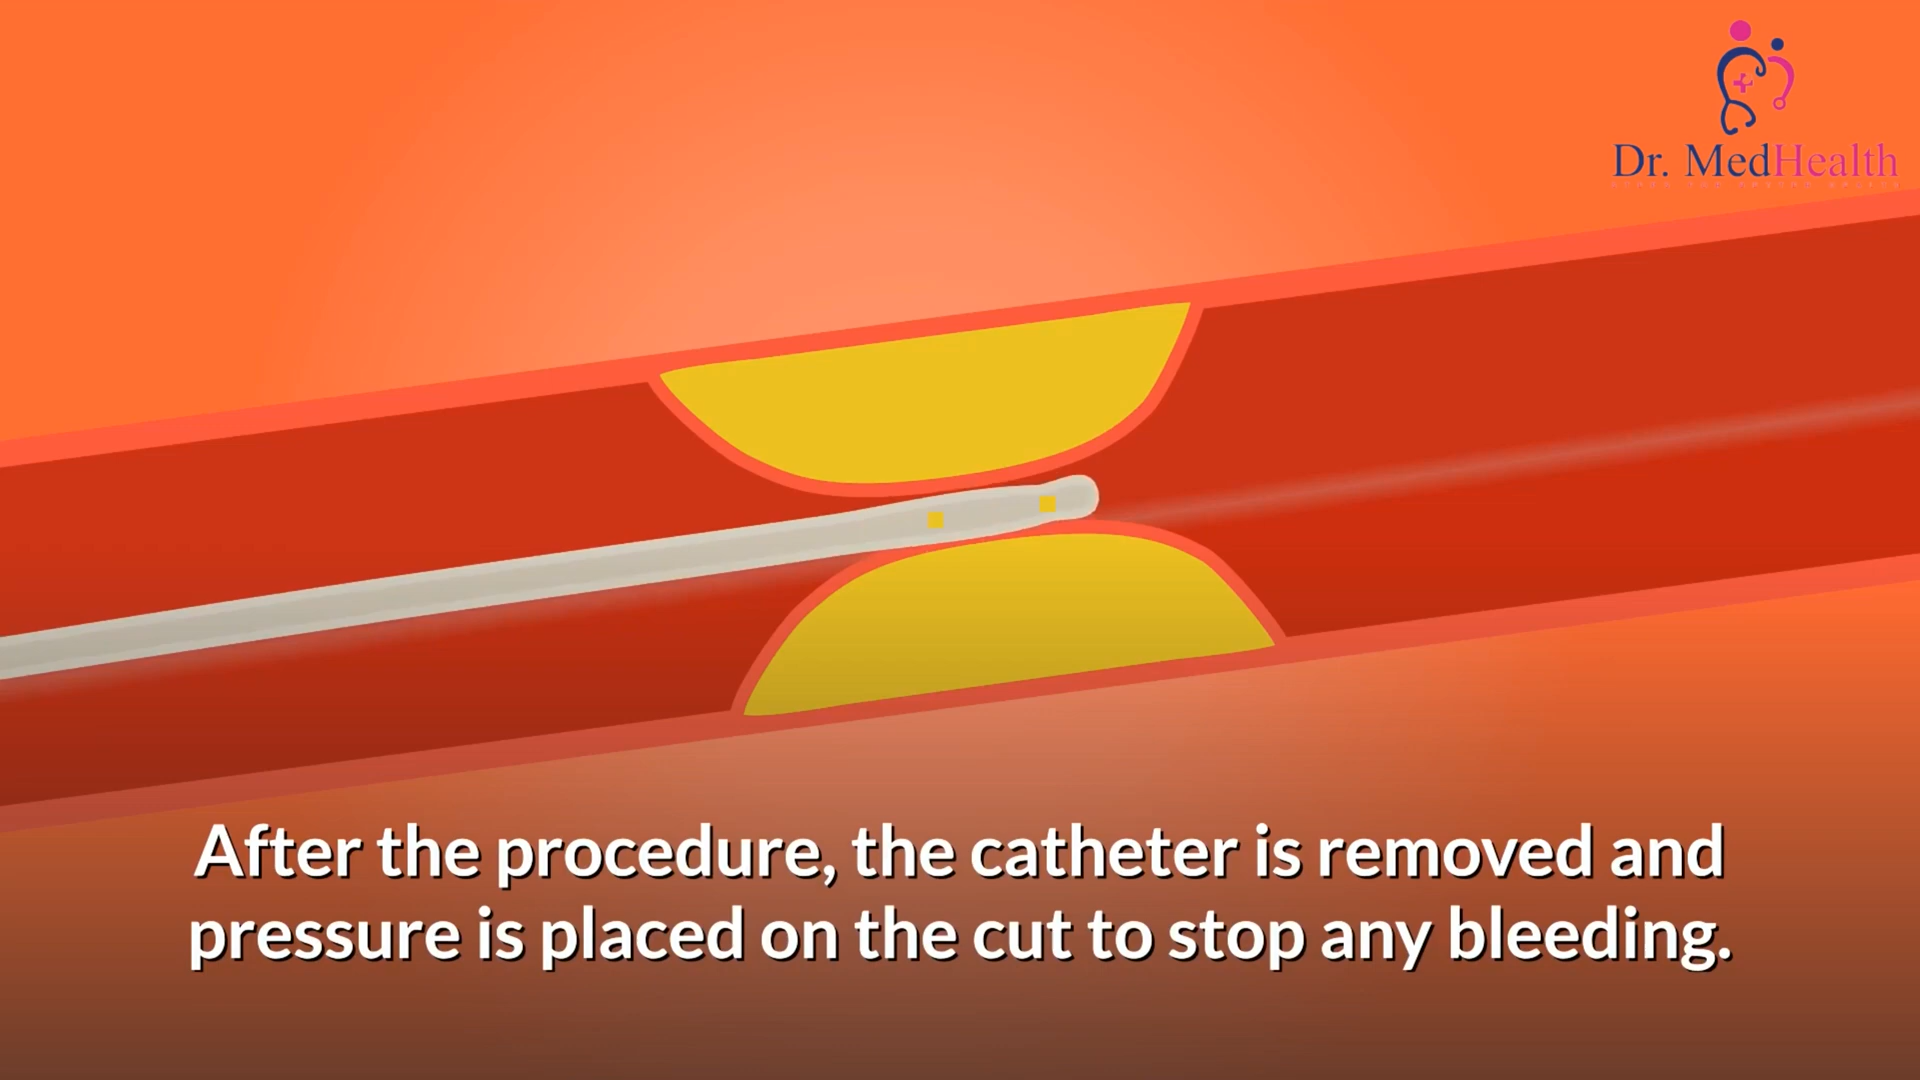 Dr. MedHealth
After the procedure, the catheter is removed and
pressure is placed on the cut to stop any bleeding.